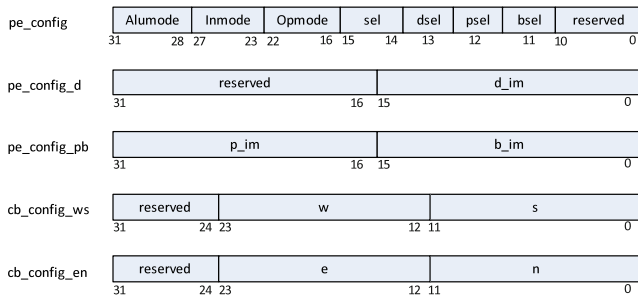 pe_config Alumode Inmode Opmode sel dsel psel bsel reserved
31 28 27 23 22 16 15 14 13 12 11 10 0
pe_config_d reserved d_im
31 16 15 0
pe_config_pb p_im b_im
31 16 15 0
cb_config_ws reserved w s
31 24 23 12 11 0
cb_config_en reserved e n
31 24 23 12 11 0